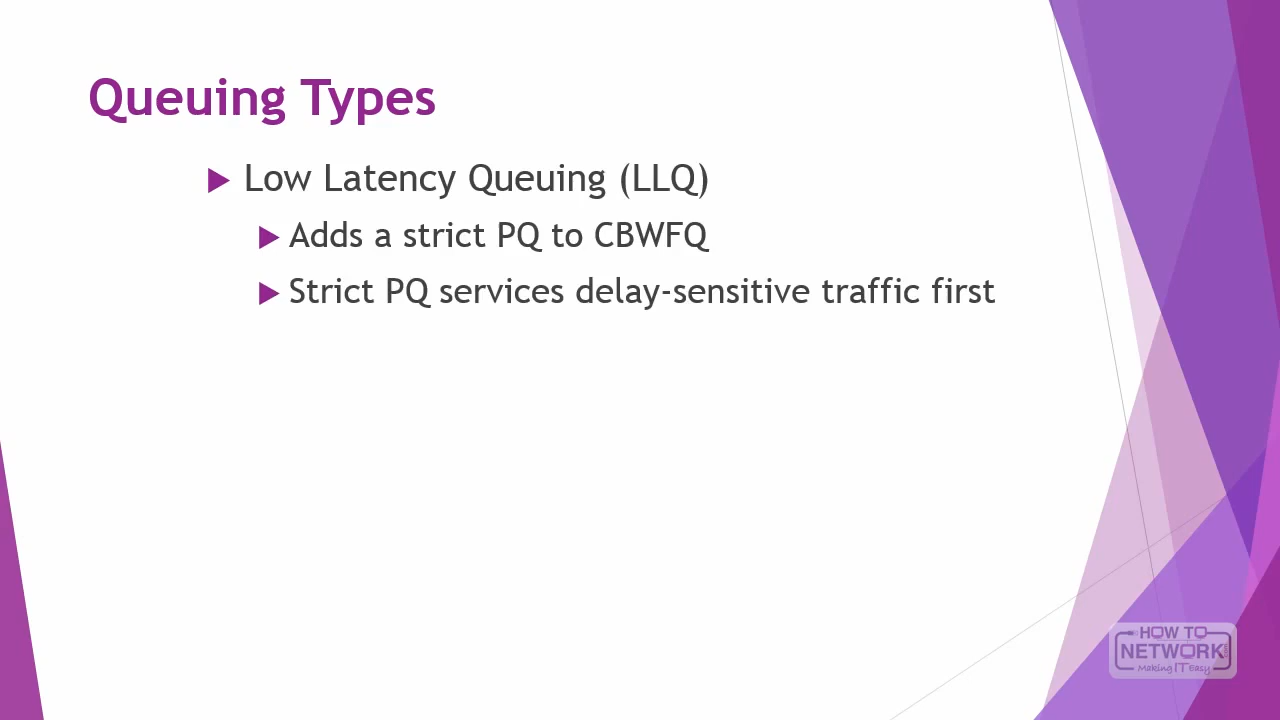 Queuing Types
Low Latency Queuing (LLQ)
Adds a strict PQ to CBWFQ
Strict PQ services delay-sensitive traffic first
HOW TO
NETWORK
Making IT Easy